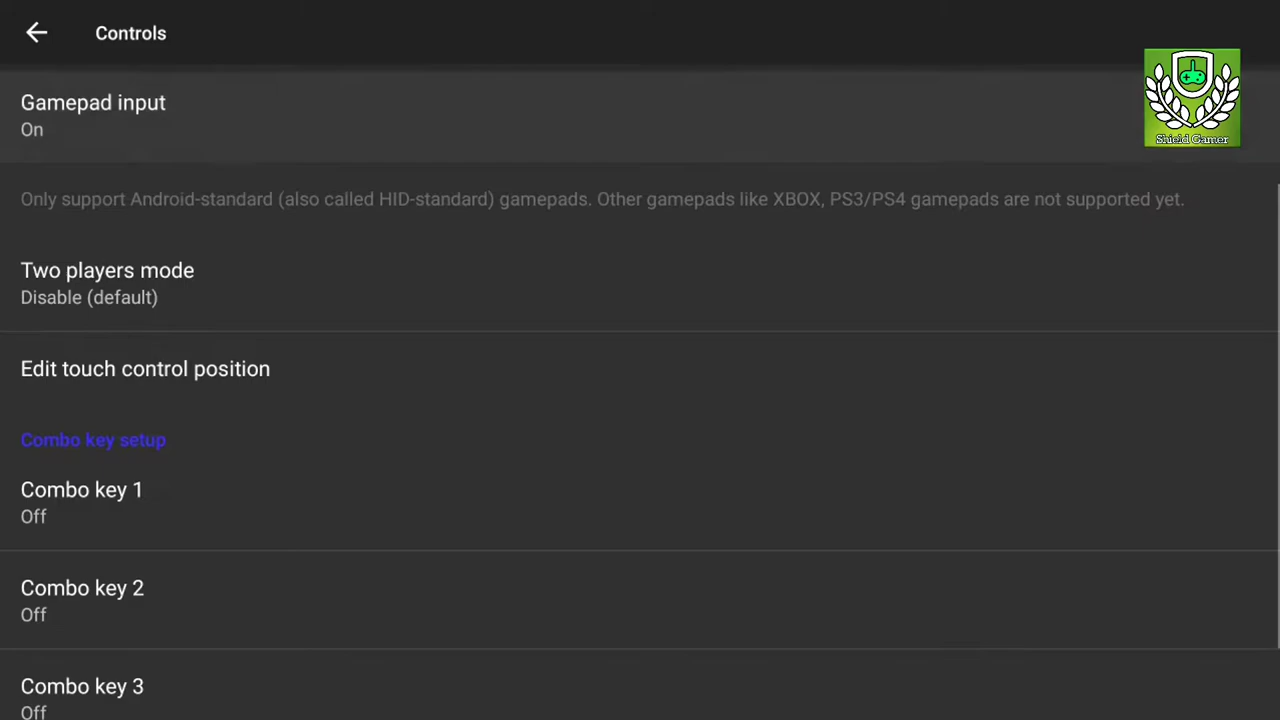 Controls
Shield Gamer
Gamepad input
On
Only support Android-standard (also called HID-standard) gamepads. Other gamepads like XBOX, PS3/PS4 gamepads are not supported yet.
Two players mode
Disable (default)
Edit touch control position
Combo key setup
Combo key 1
Off
Combo key 2
Off
Combo key 3
Off